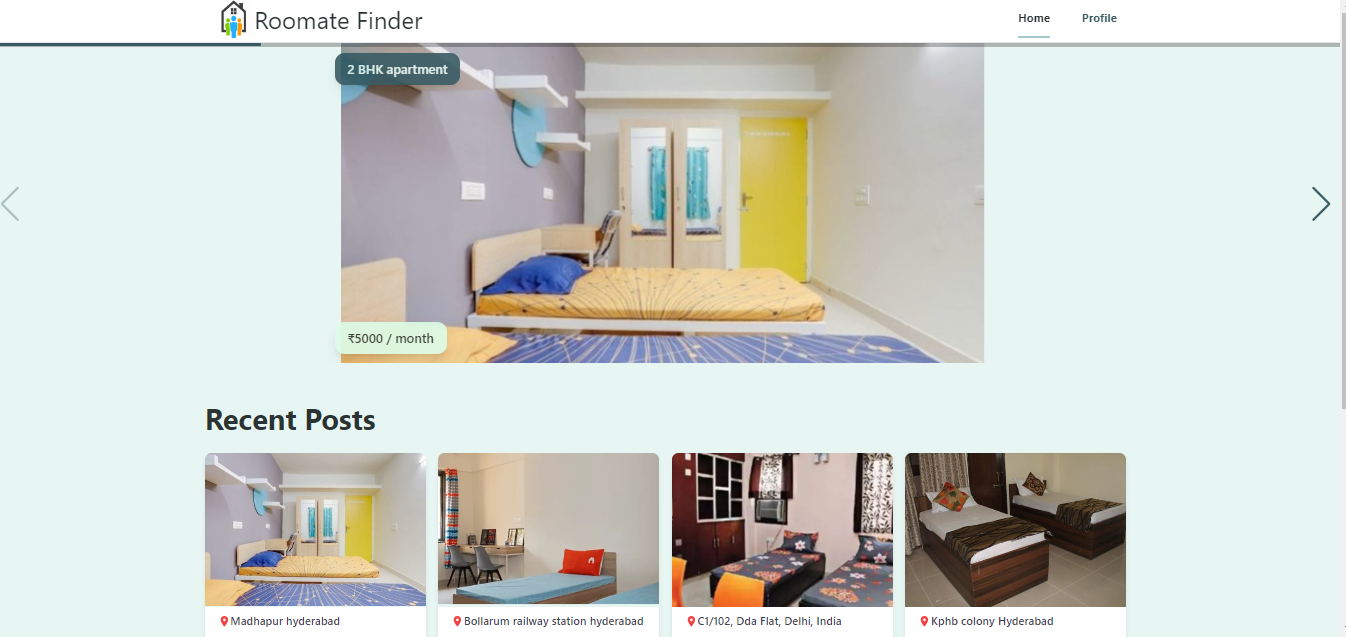 Roomate Finder
Home
Profile
2 BHK apartment
₹5000 / month
Recent Posts
Madhapur hyderabad
Bollarum railway station hyderabad
C1/102, Dda Flat, Delhi, India
Kphb colony Hyderabad